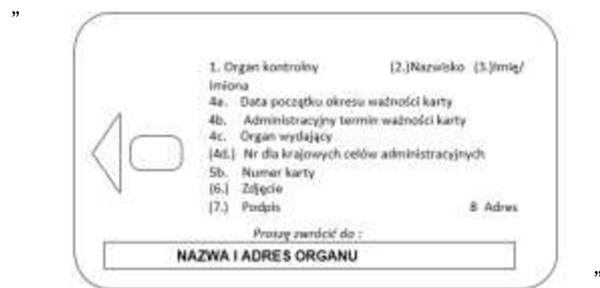 ”
1. Organ kontrolny (2.)Nazwisko (3.)Imię/
imiona
4a. Data początku okresu ważności karty
4b. Administracyjny termin ważności karty
4c. Organ wydający
(4d.) Nr dla krajowych celów administracyjnych
5b. Numer karty
(6.) Zdjęcie
(7.) Podpis 8 Adres
Proszę zwrócić do :
NAZWA I ADRES ORGANU
”